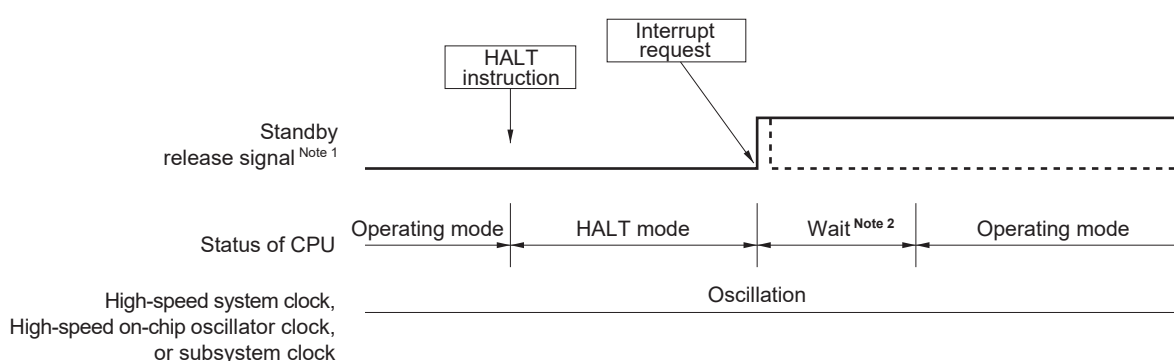 Interrupt
request
HALT
instruction
Standby
release signal Note 1
Status of CPU
Operating mode
HALT mode
Wait Note 2
Operating mode
High-speed system clock,
High-speed on-chip oscillator clock,
or subsystem clock
Oscillation